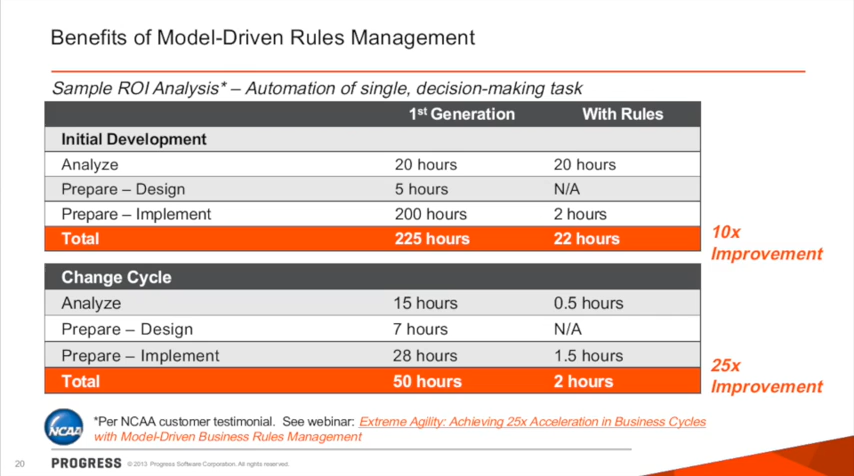 Benefits of Model-Driven Rules Management
Sample ROI Analysis* – Automation of single, decision-making task
1st Generation With Rules
Initial Development
Analyze 20 hours 20 hours
Prepare – Design 5 hours N/A
Prepare – Implement 200 hours 2 hours
Total 225 hours 22 hours
10x
Improvement
Change Cycle
Analyze 15 hours 0.5 hours
Prepare – Design 7 hours N/A
Prepare – Implement 28 hours 1.5 hours
Total 50 hours 2 hours
25x
Improvement
NCAA
*Per NCAA customer testimonial. See webinar: Extreme Agility: Achieving 25x Acceleration in Business Cycles
with Model-Driven Business Rules Management
20 PROGRESS © 2013 Progress Software Corporation. All rights reserved.